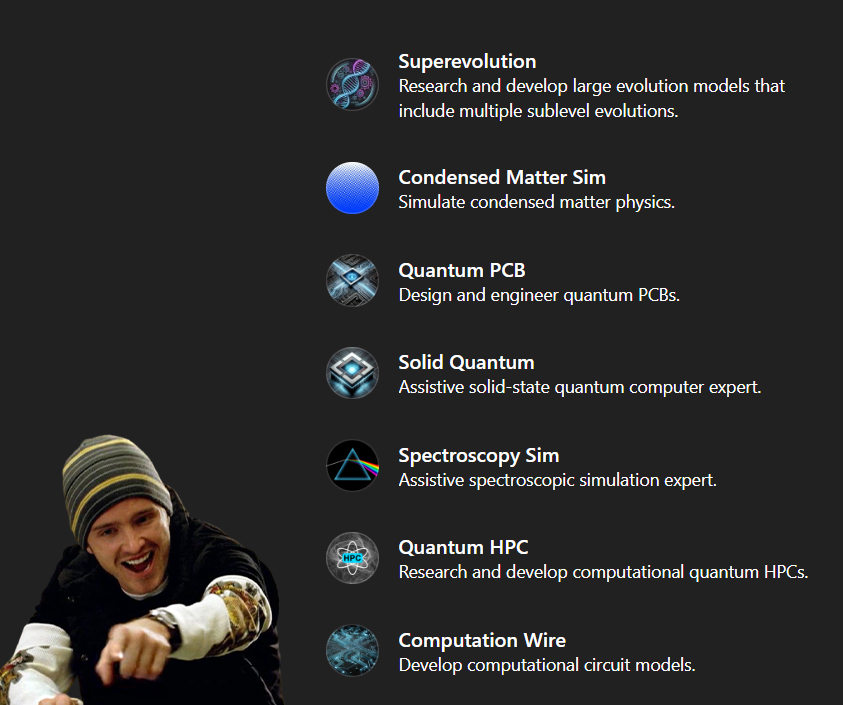 Superevolution
Research and develop large evolution models that
include multiple sublevel evolutions.
Condensed Matter Sim
Simulate condensed matter physics.
Quantum PCB
Design and engineer quantum PCBs.
Solid Quantum
Assistive solid-state quantum computer expert.
Spectroscopy Sim
Assistive spectroscopic simulation expert.
HPC
Quantum HPC
Research and develop computational quantum HPCs.
Computation Wire
Develop computational circuit models.